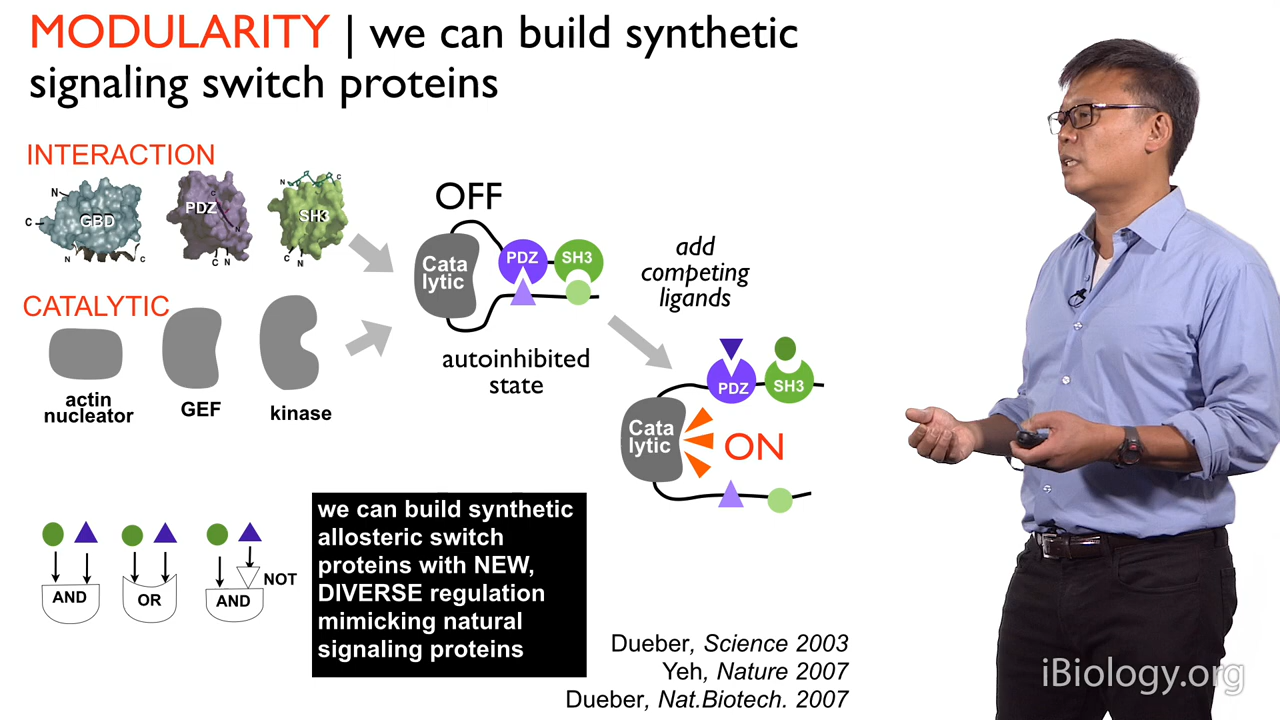 MODULARITY | we can build synthetic
signaling switch proteins
INTERACTION
N
C
GBD
N
C
PDZ
C
N
C N
N
C
SH3
C
N
CATALYTIC
actin
nucleator
GEF
kinase
OFF
Cata
lytic
PDZ
SH3
autoinhibited
state
add
competing
ligands
PDZ
SH3
Cata
lytic
ON
AND
OR
AND
NOT
we can build synthetic
allosteric switch
proteins with NEW,
DIVERSE regulation
mimicking natural
signaling proteins
Dueber, Science 2003
Yeh, Nature 2007
Dueber, Nat.Biotech. 2007
iBiology.org